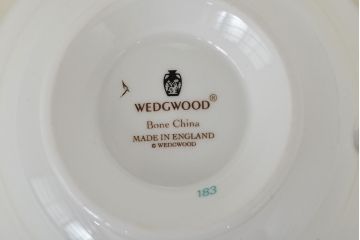 WEDGWOOD®
Bone China
MADE IN ENGLAND
© WEDGWOOD
183